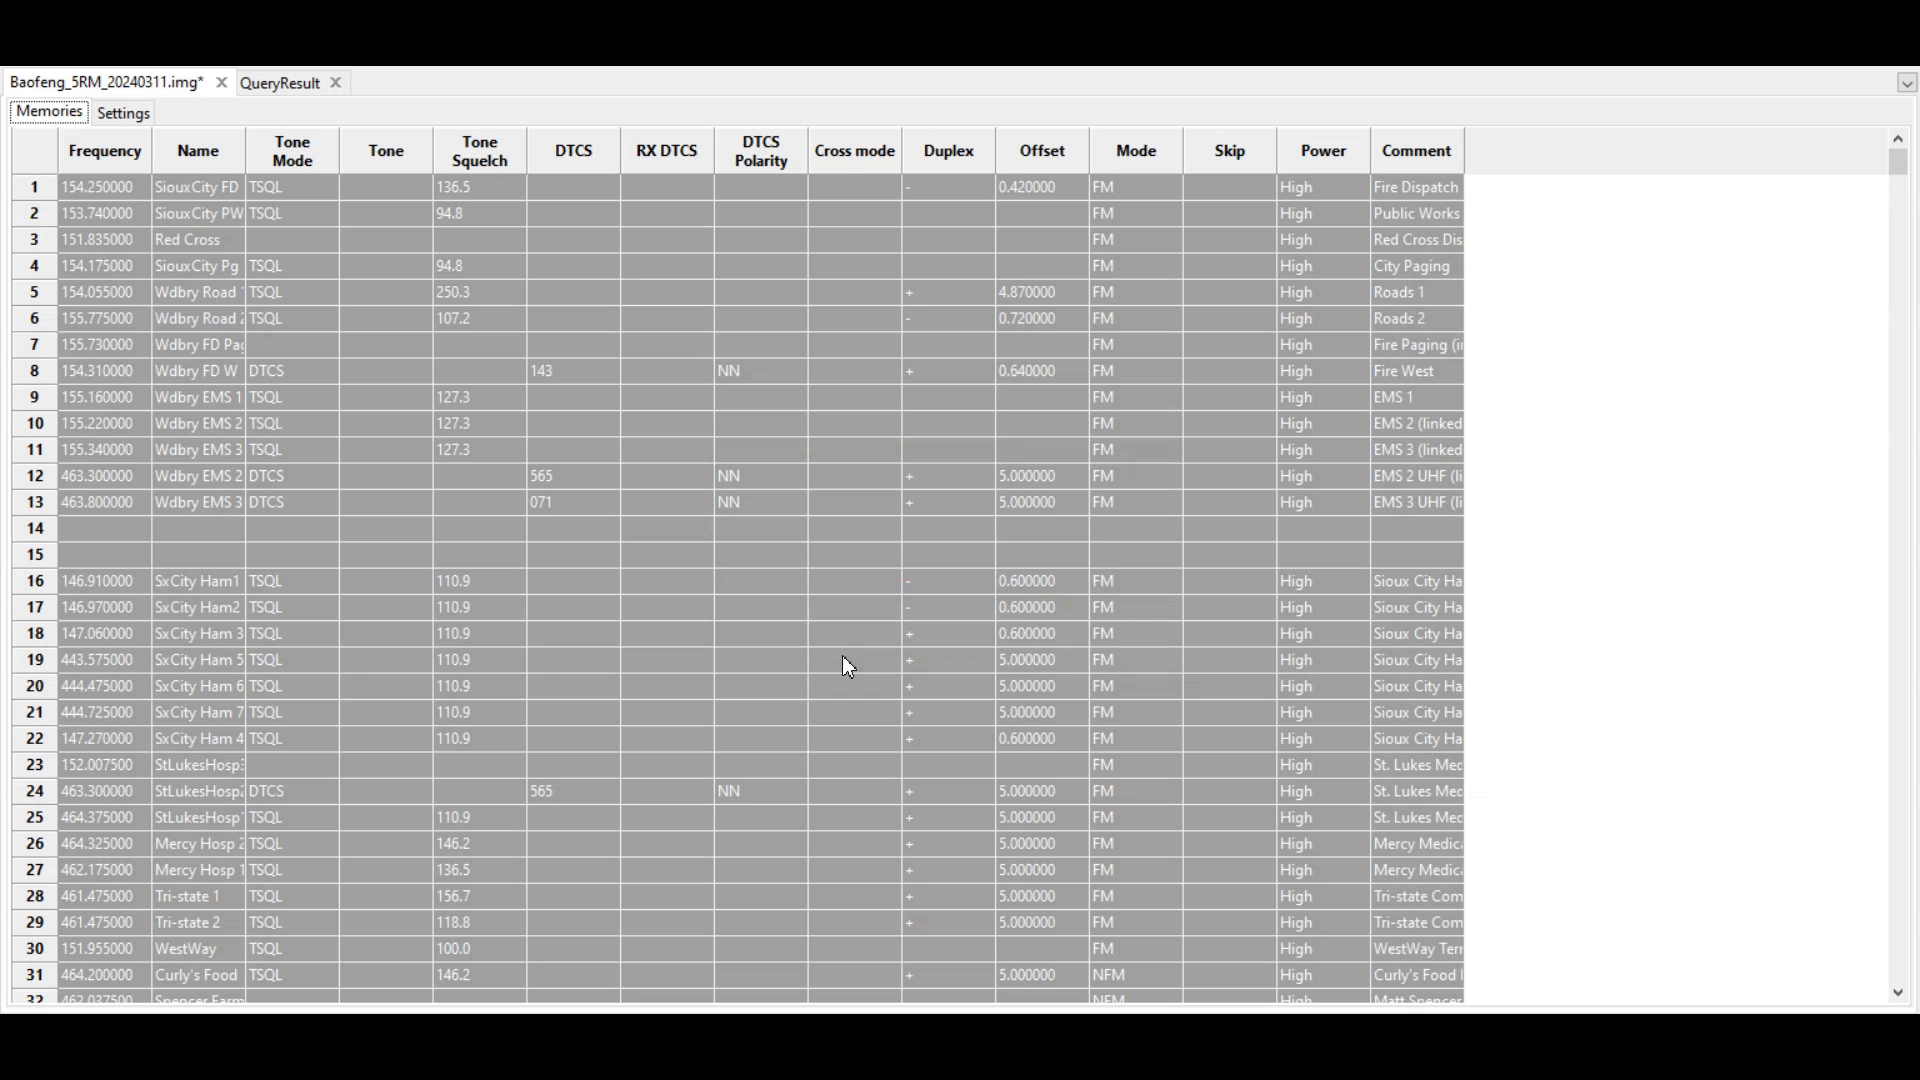 Baofeng_5RM_20240311.img* QueryResult
Memories Settings
Frequency Name Tone Mode Tone Tone Squelch DTCS RX DTCS DTCS Polarity Cross mode Duplex Offset Mode Skip Power Comment
1 154.250000 SiouxCity FD TSQL 136.5 - 0.420000 FM High Fire Dispatch
2 153.740000 SiouxCity PW TSQL 94.8 FM High Public Works
3 151.835000 Red Cross FM High Red Cross Dis
4 154.175000 SiouxCity Pg TSQL 94.8 FM High City Paging
5 154.055000 Wdbry Road TSQL 250.3 + 4.870000 FM High Roads 1
6 155.775000 Wdbry Road 2 TSQL 107.2 - 0.720000 FM High Roads 2
7 155.730000 Wdbry FD Pag FM High Fire Paging (i
8 154.310000 Wdbry FD W DTCS 143 NN + 0.640000 FM High Fire West
9 155.160000 Wdbry EMS 1 TSQL 127.3 FM High EMS 1
10 155.220000 Wdbry EMS 2 TSQL 127.3 FM High EMS 2 (linked
11 155.340000 Wdbry EMS 3 TSQL 127.3 FM High EMS 3 (linked
12 463.300000 Wdbry EMS 2 DTCS 565 NN + 5.000000 FM High EMS 2 UHF (li
13 463.800000 Wdbry EMS 3 DTCS 071 NN + 5.000000 FM High EMS 3 UHF (li
14
15
16 146.910000 SxCity Ham1 TSQL 110.9 - 0.600000 FM High Sioux City Ha
17 146.970000 SxCity Ham2 TSQL 110.9 - 0.600000 FM High Sioux City Ha
18 147.060000 SxCity Ham 3 TSQL 110.9 + 0.600000 FM High Sioux City Ha
19 443.575000 SxCity Ham 5 TSQL 110.9 + 5.000000 FM High Sioux City Ha
20 444.475000 SxCity Ham 6 TSQL 110.9 + 5.000000 FM High Sioux City Ha
21 444.725000 SxCity Ham 7 TSQL 110.9 + 5.000000 FM High Sioux City Ha
22 147.270000 SxCity Ham 4 TSQL 110.9 + 0.600000 FM High Sioux City Ha
23 152.007500 StLukesHosp3 FM High St. Lukes Mec
24 463.300000 StLukesHosp2 DTCS 565 NN + 5.000000 FM High St. Lukes Mec
25 464.375000 StLukesHosp1 TSQL 110.9 + 5.000000 FM High St. Lukes Mec
26 464.325000 Mercy Hosp 2 TSQL 146.2 + 5.000000 FM High Mercy Medic
27 462.175000 Mercy Hosp 1 TSQL 136.5 + 5.000000 FM High Mercy Medic
28 461.475000 Tri-state 1 TSQL 156.7 + 5.000000 FM High Tri-state Com
29 461.475000 Tri-state 2 TSQL 118.8 + 5.000000 FM High Tri-state Com
30 151.955000 WestWay TSQL 100.0 FM High WestWay Terr
31 464.200000 Curly's Food TSQL 146.2 + 5.000000 NFM High Curly's Food
32 462.037500 Spencer Farm NFM High Matt Spencer